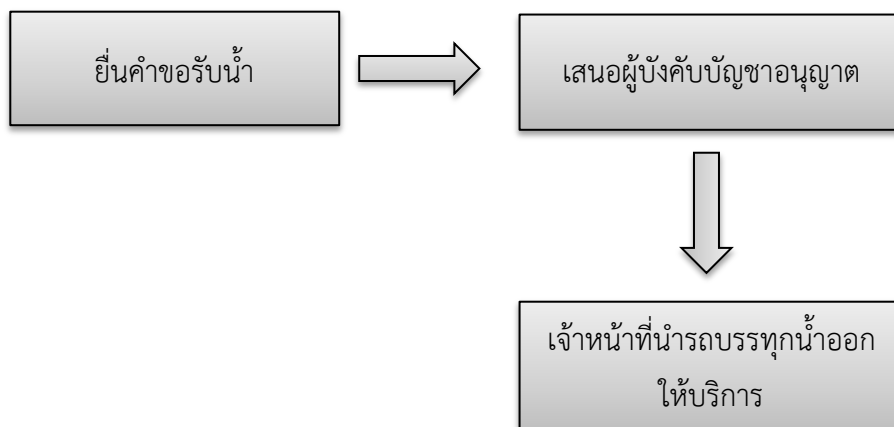 ยื่นคำขอรับน้ำ
เสนอผู้บังคับบัญชาอนุญาต
เจ้าหน้าที่นำรถบรรทุกน้ำออก
ให้บริการ